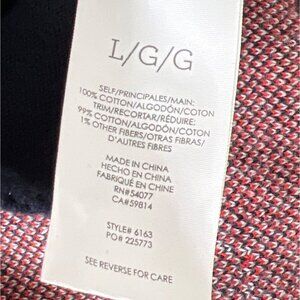 L/G/G
SELF/PRINCIPALES/MAIN:
100% COTTON/ALGODÓN/COTON
TRIM/RECORTAR/RÉDUIRE:
99% COTTON/ALGODÓN/COTON
1% OTHER FIBERS/OTRAS FIBRAS/
D'AUTRES FIBRES
MADE IN CHINA
HECHO EN CHINA
FABRIQUÉ EN CHINE
RN#54077
CA#59814
STYLE# 6163
PO# 225773
SEE REVERSE FOR CARE